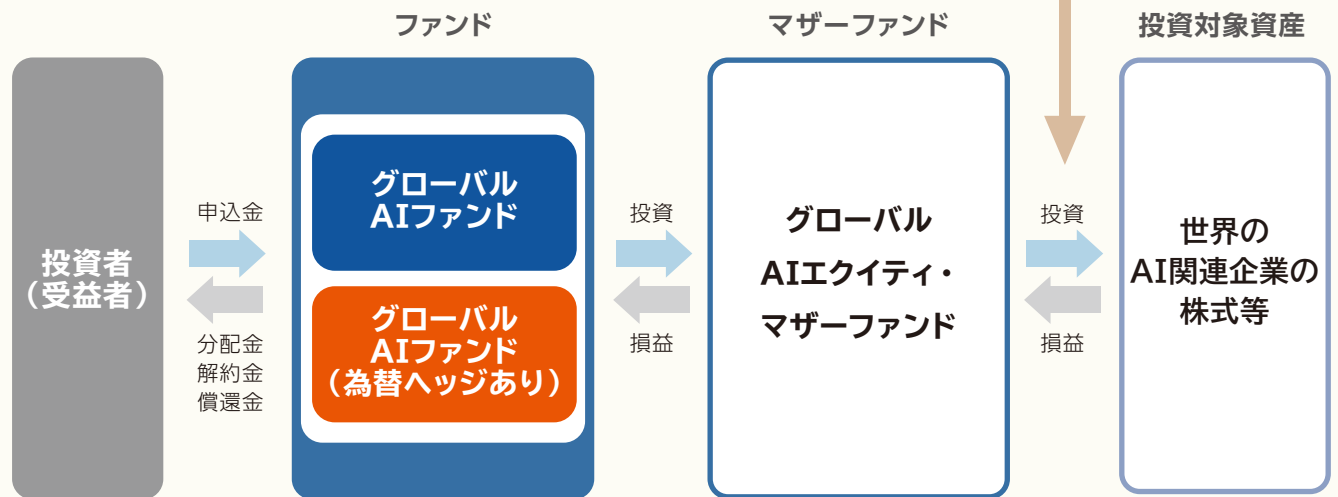 ファンド
マザーファンド
投資対象資産
投資者
（受益者）
申込金
分配金
解約金
償還金
グローバル
AIファンド
グローバル
AIファンド
（為替ヘッジあり）
投資
損益
グローバル
AIエクイティ・
マザーファンド
投資
損益
世界の
AI関連企業の
株式等